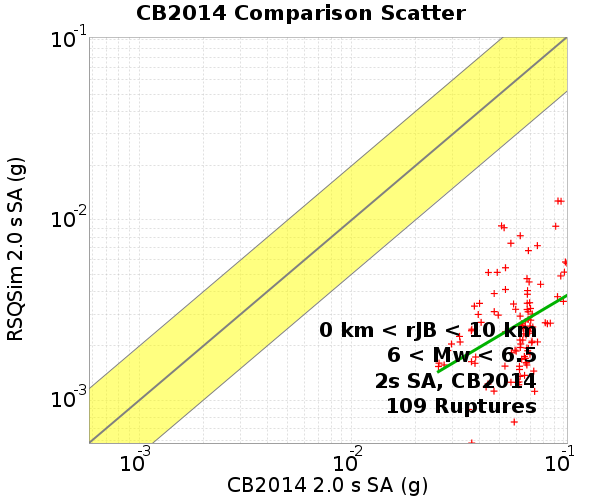 CB2014 Comparison Scatter
RSQSim 2.0 s SA (g)
10-1
10-2
10-3
0 km < rJB < 10 km
6 < Mw < 6.5
2s SA, CB2014
109 Ruptures
10-3 10-2 10-1
CB2014 2.0 s SA (g)